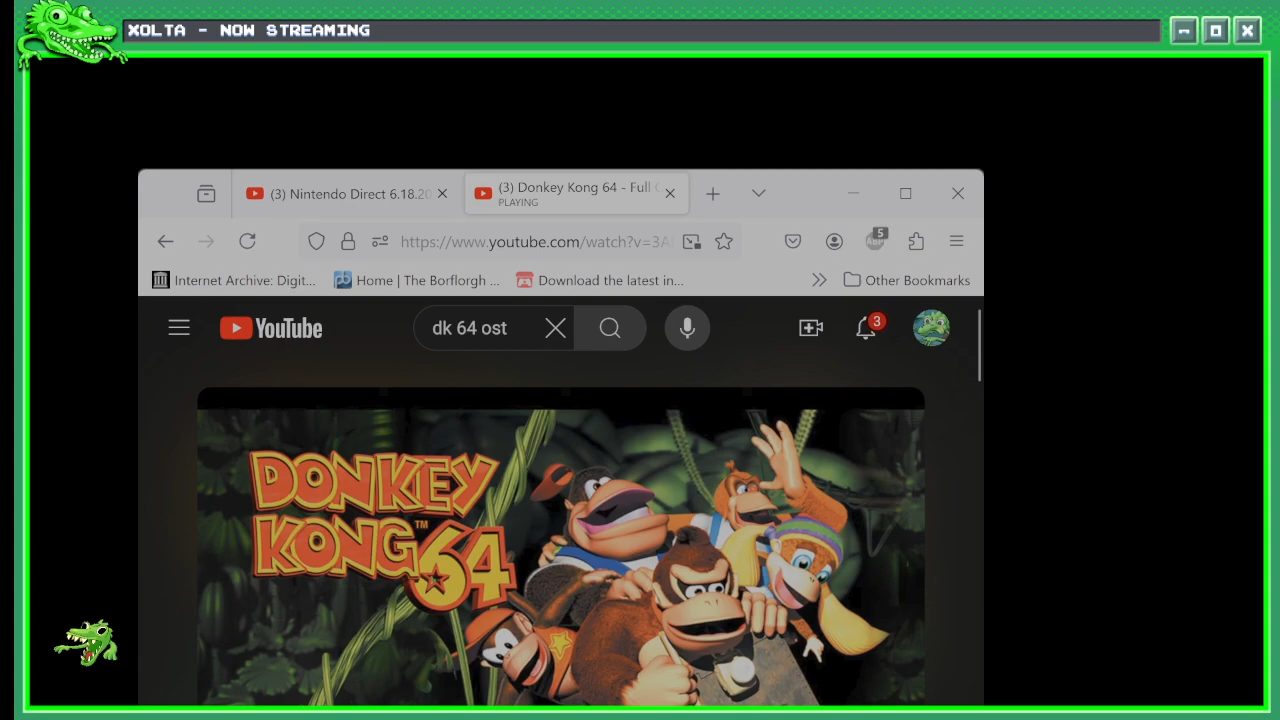 XOLTA - NOW STREAMING
(3) Nintendo Direct 6.18.20
(3) Donkey Kong 64 - Full
PLAYING
https://www.youtube.com/watch?v=3A
5
Internet Archive: Digit...
Home | The Borflorgh ...
Download the latest in...
Other Bookmarks
YouTube
dk 64 ost
3
DONKEY
KONG™
64